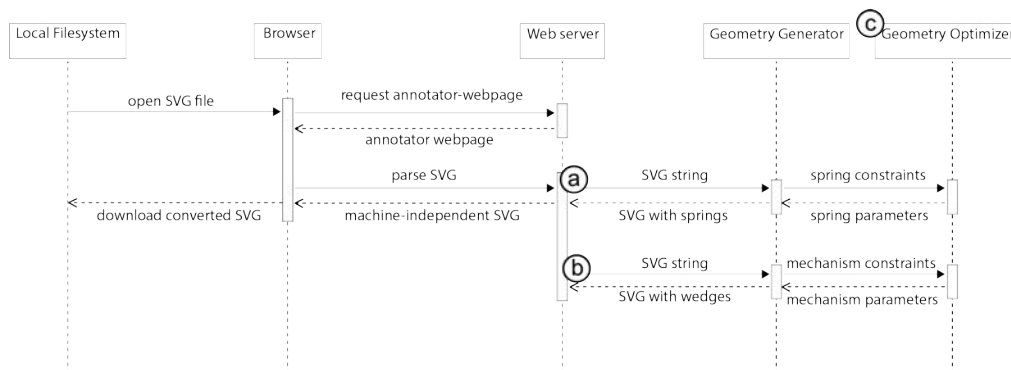 Local Filesystem
Browser
Web server
Geometry Generator
c
Geometry Optimizer
open SVG file
request annotator-webpage
annotator webpage
parse SVG
a
SVG string
spring constraints
download converted SVG
machine-independent SVG
SVG with springs
spring parameters
b
SVG string
mechanism constraints
SVG with wedges
mechanism parameters